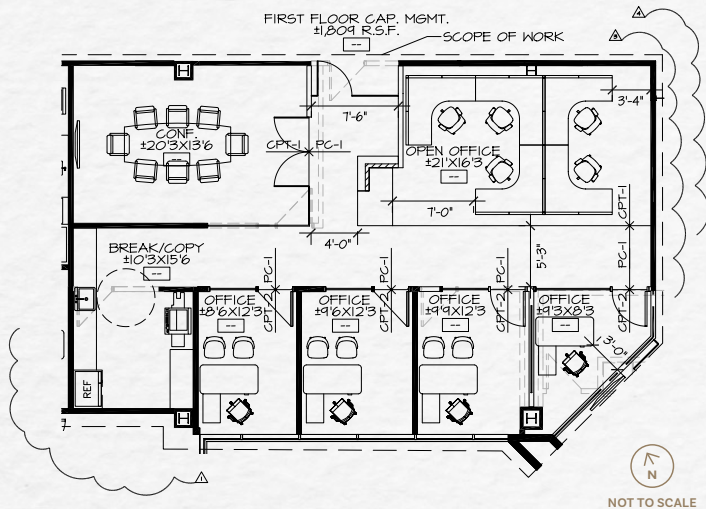 FIRST FLOOR CAP. MGMT.
±1,809 R.S.F.
SCOPE OF WORK
4
3
3'-4"
7'-6"
CONF.
±20'3X13'6
CPT-1
PC-1
OPEN OFFICE
±21'X16'3
7'-0"
CPT-1
4'-0"
5'-3"
PC-1
BREAK/COPY
±10'3X15'6
PC-1
PC-1
PC-1
OFFICE
±8'6X12'3
CPT-2
OFFICE
±9'6X12'3
CPT-2
OFFICE
±9'9X12'3
CPT-2
OFFICE
±9'3X8'3
CPT-2
3'-0"
REF
1
N
NOT TO SCALE